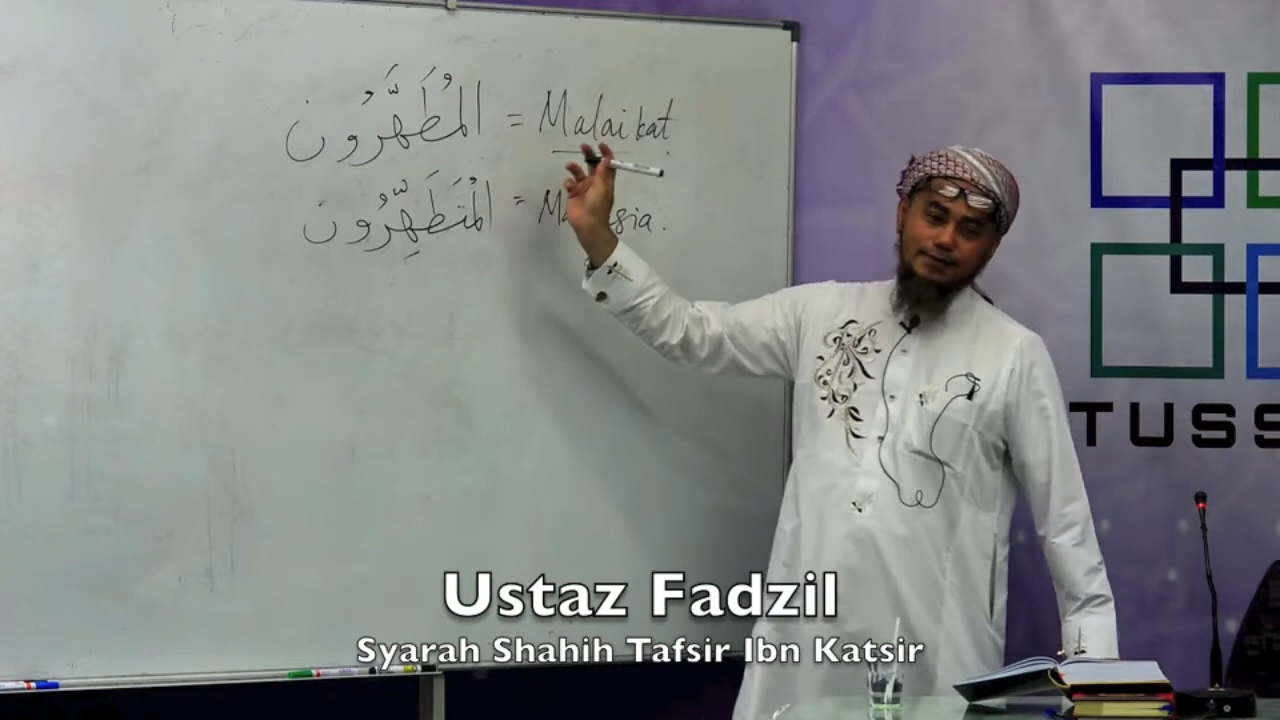 المُطَهَّرُون = Malaikat
المُتَطَهِّرُون =
TUSS
Ustaz Fadzil
Syarah Shahih Tafsir Ibn Katsir